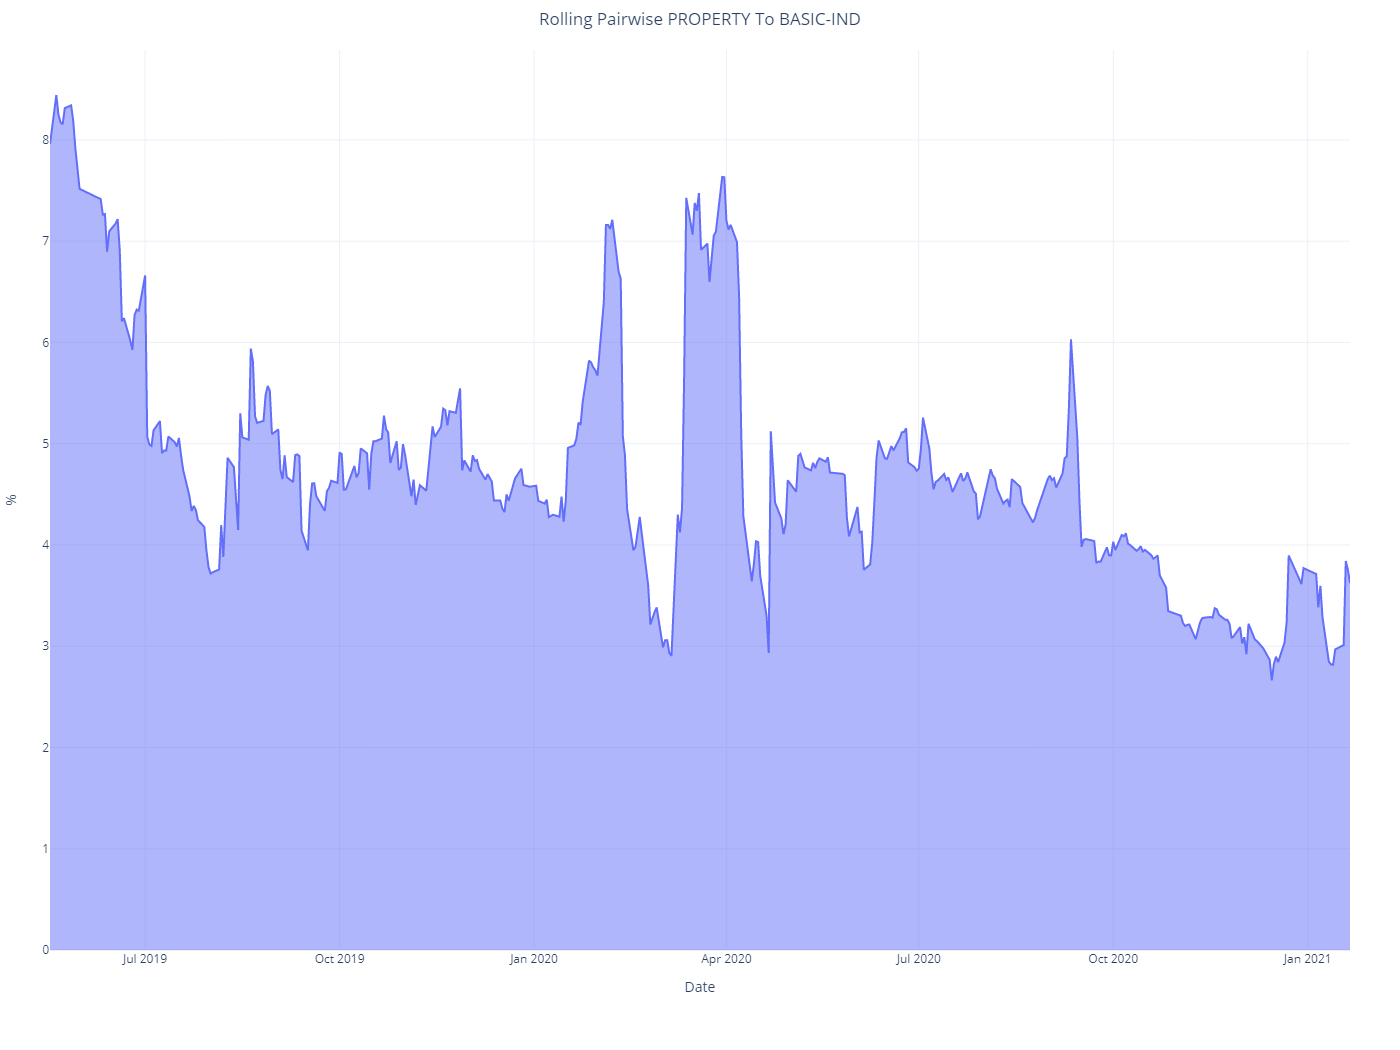 Rolling Pairwise PROPERTY To BASIC-IND
8
7
6
5
4
3
2
1
0
%
Jul 2019
Oct 2019
Jan 2020
Apr 2020
Jul 2020
Oct 2020
Jan 2021
Date